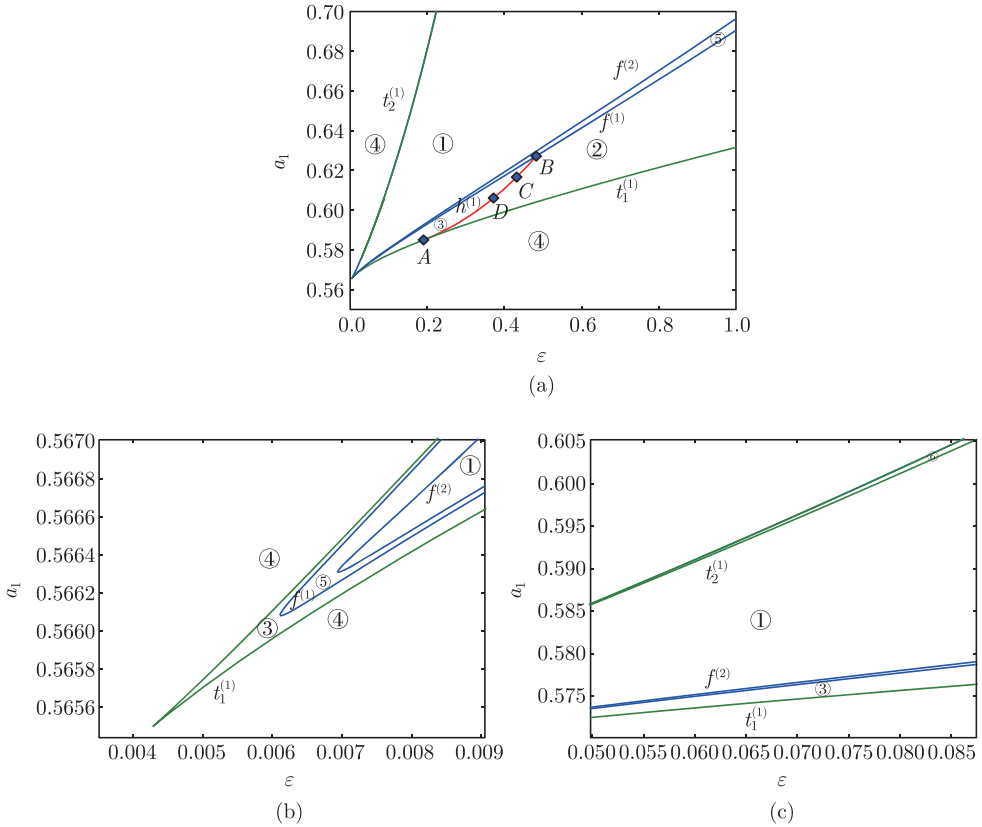 0.70
0.68
0.66
0.64
0.62
0.60
0.58
0.56
a₁
0.0 0.2 0.4 0.6 0.8 1.0
ε
t₂⁽¹⁾
④
①
f⁽²⁾
⑤
f⁽¹⁾
②
B
C
t₁⁽¹⁾
h⁽¹⁾
D
③
④
A
(a)
0.5670
0.5668
0.5666
0.5664
0.5662
0.5660
0.5658
0.5656
a₁
0.004 0.005 0.006 0.007 0.008 0.009
ε
①
f⁽²⁾
④
⑤
f⁽¹⁾
③
④
t₁⁽¹⁾
(b)
0.605
0.600
0.595
0.590
0.585
0.580
0.575
a₁
0.050 0.055 0.060 0.065 0.070 0.075 0.080 0.085
ε
t₂⁽¹⁾
①
f⁽²⁾
③
t₁⁽¹⁾
(c)